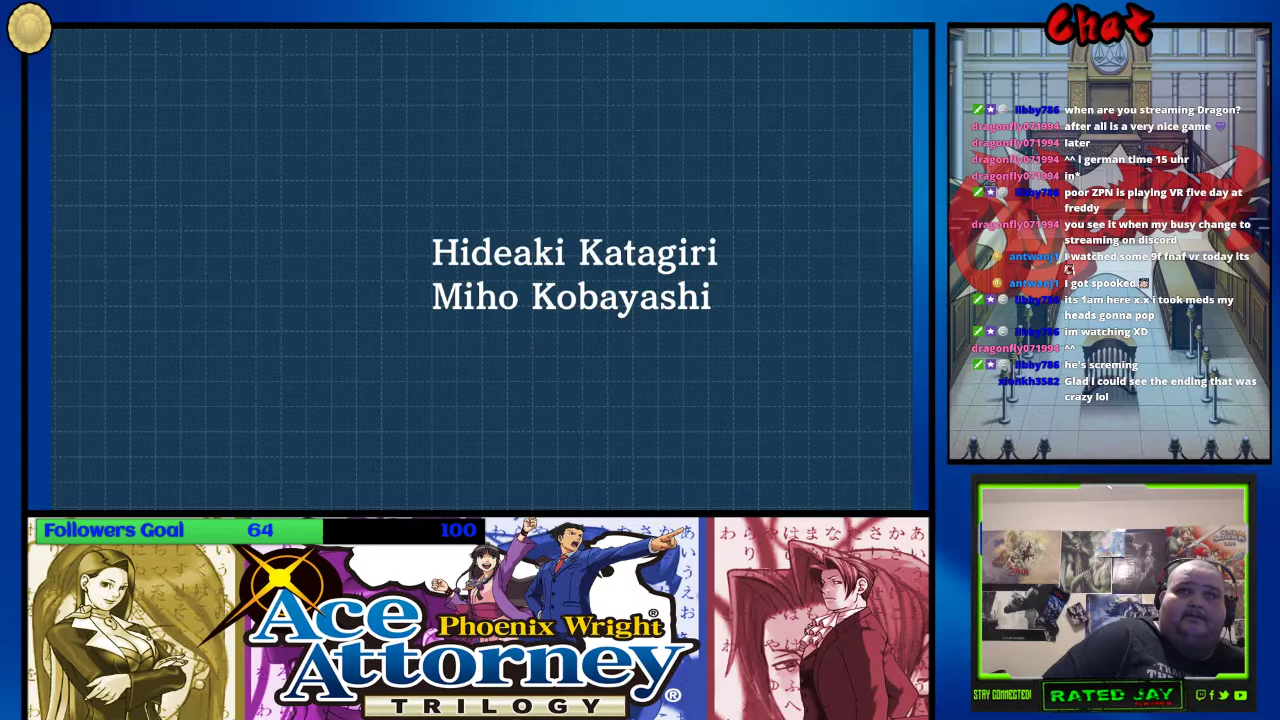 Hideaki Katagiri
Miho Kobayashi
Chat
libby786 when are you streaming Dragon?
dragonfly071994 after all is a very nice game
dragonfly071994 later
dragonfly071994 ^^ i german time 15 uhr
dragonfly071994 in*
libby786 poor ZPN is playing VR five day at
freddy
dragonfly071994 you see it when my busy change to
streaming on discord
antwanj1 i watched some 9f fnaf vr today its
antwanj1 I got spooked
libby786 its 1am here x.x i took meds my
heads gonna pop
libby786 im watching XD
dragonfly071994 ^^
libby786 he's screming
Glad i could see the ending that was
crazy lol
Followers Goal 64 100
Phoenix Wright
Ace
Attorney
TRILOGY
STAY CONNECTED!
RATED JAY
GAMES